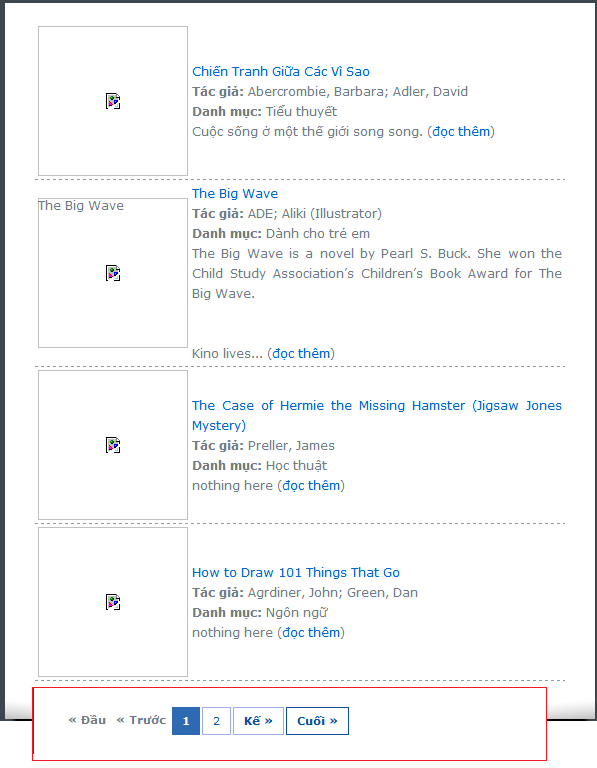 Chiến Tranh Giữa Các Vì Sao
Tác giả: Abercrombie, Barbara; Adler, David
Danh mục: Tiểu thuyết
Cuộc sống ở một thế giới song song. (đọc thêm)
The Big Wave
The Big Wave
Tác giả: ADE; Aliki (Illustrator)
Danh mục: Dành cho trẻ em
The Big Wave is a novel by Pearl S. Buck. She won the
Child Study Association’s Children’s Book Award for The
Big Wave.
Kino lives... (đọc thêm)
The Case of Hermie the Missing Hamster (Jigsaw Jones
Mystery)
Tác giả: Preller, James
Danh mục: Học thuật
nothing here (đọc thêm)
How to Draw 101 Things That Go
Tác giả: Agrdiner, John; Green, Dan
Danh mục: Ngôn ngữ
nothing here (đọc thêm)
« Đầu « Trước 1 2 Kế » Cuối »